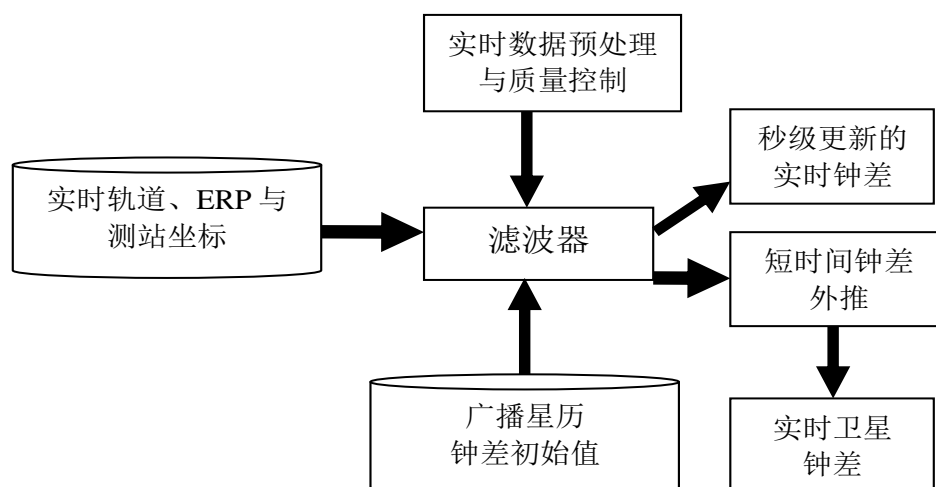 实时数据预处理
与质量控制
秒级更新的
实时钟差
实时轨道、ERP 与
测站坐标
滤波器
短时间钟差
外推
广播星历
钟差初始值
实时卫星
钟差